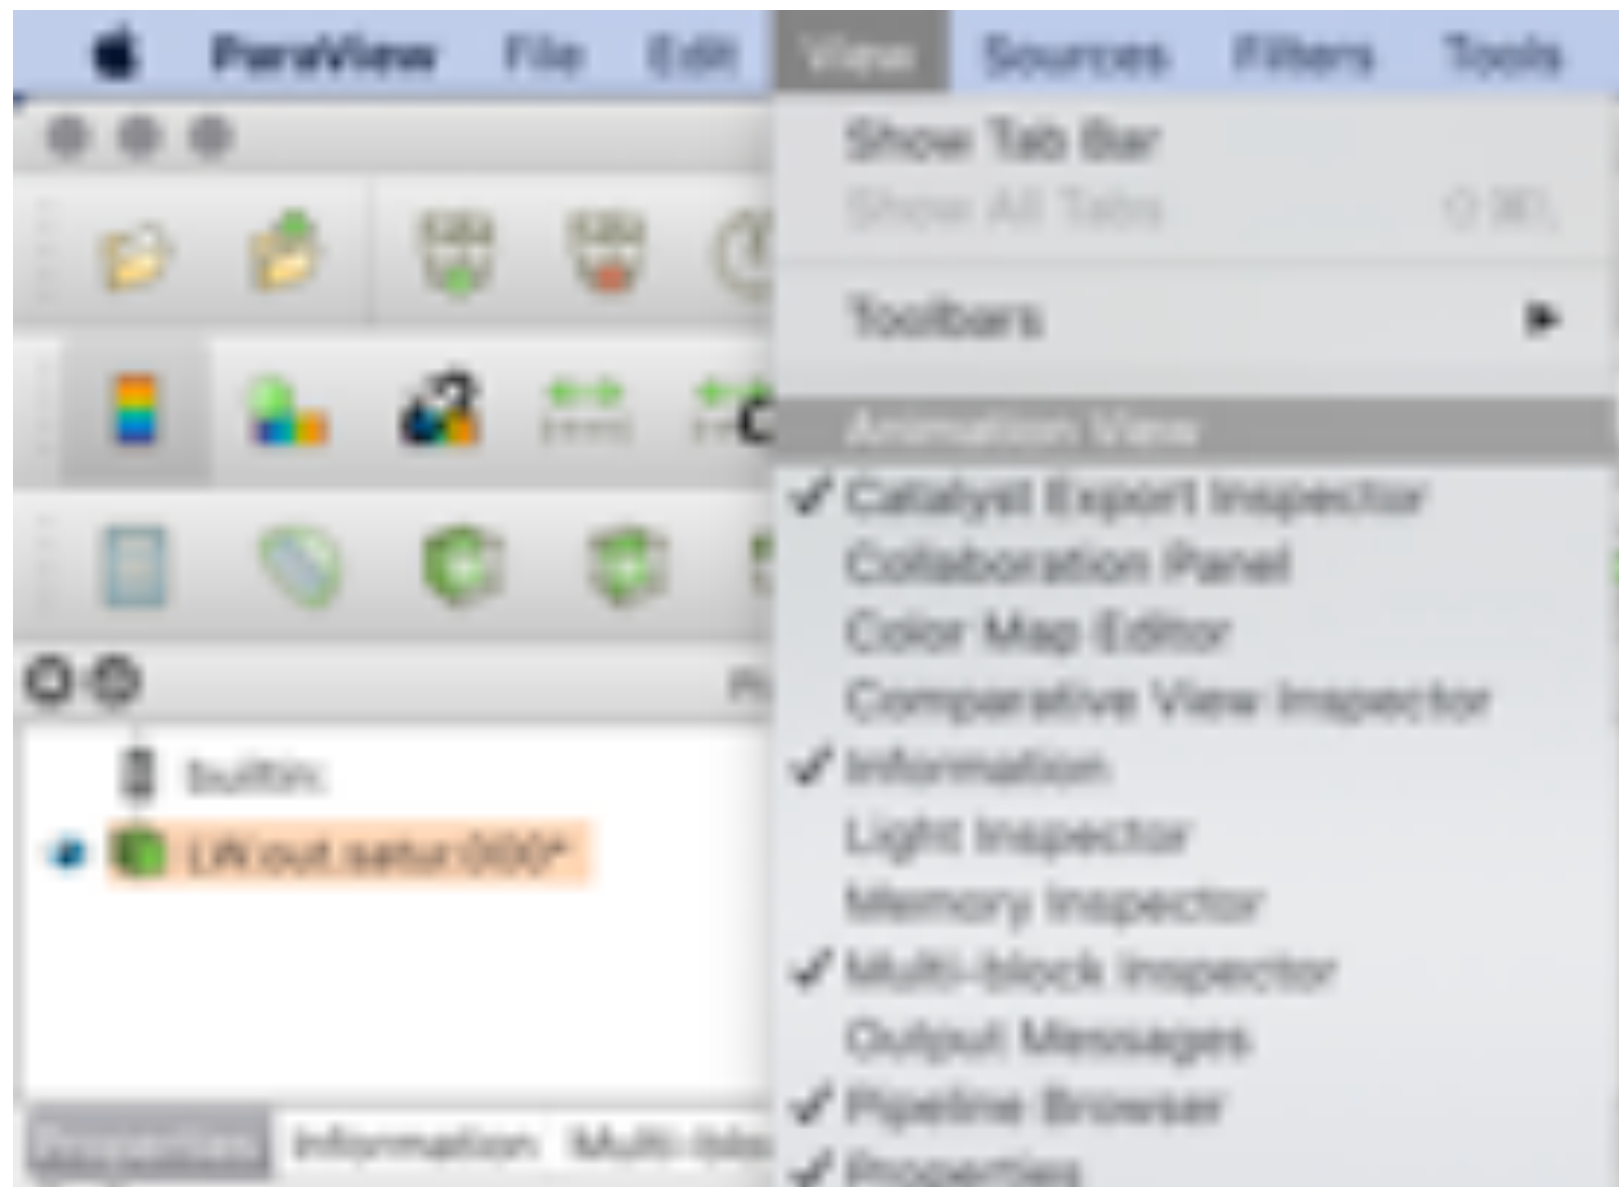 ParaView File Edit View Sources Filters Tools
Show Tab Bar
Show All Tabs
Toolbars
Animation View
✓ Catalyst Export Inspector
Collaboration Panel
Color Map Editor
Comparative View Inspector
✓ Information
Light Inspector
Memory Inspector
✓ Multi-block Inspector
Output Messages
✓ Pipeline Browser
✓ Properties
builtin:
Properties Information